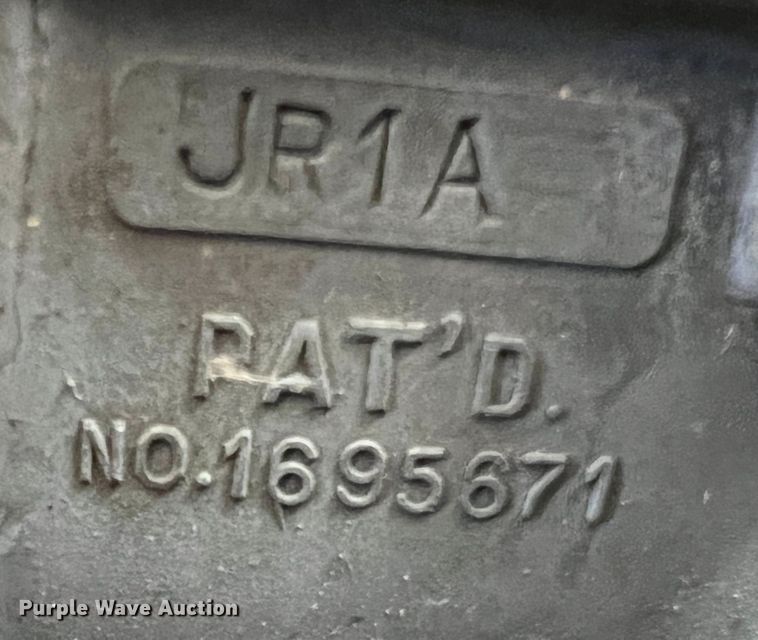 JR1A
PAT'D.
NO.1695671
Purple Wave Auction